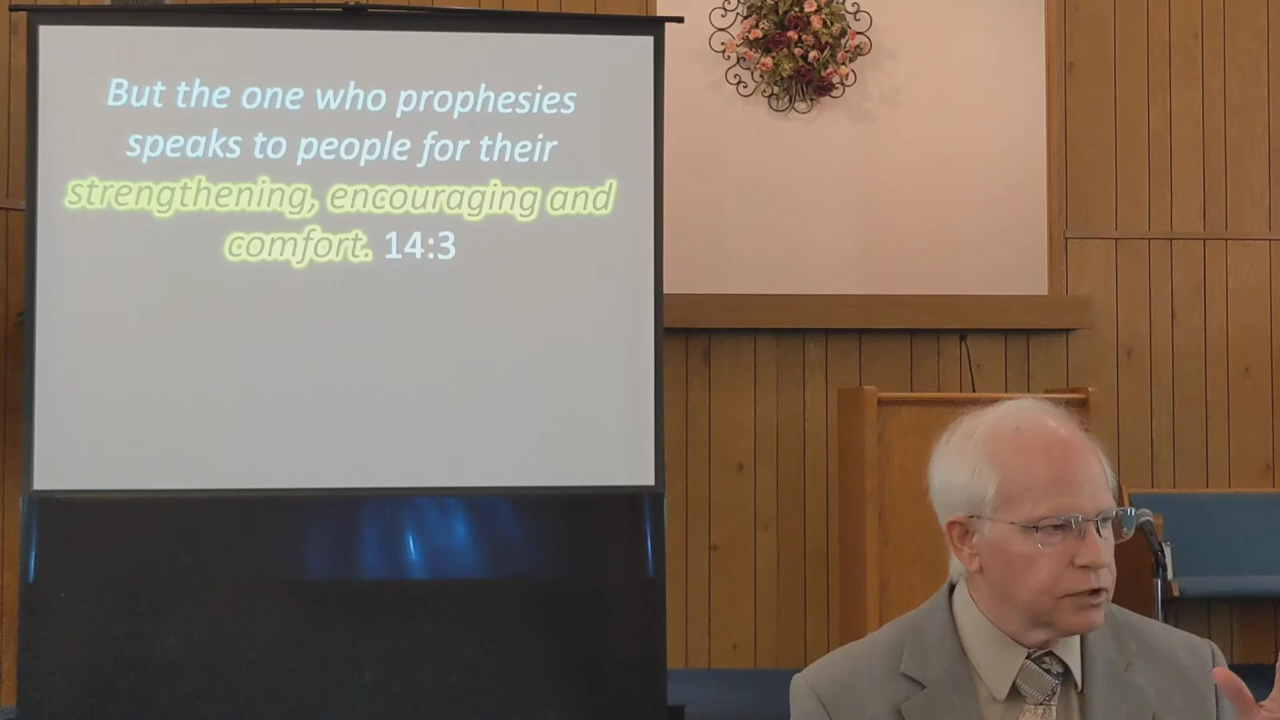 But the one who prophesies
speaks to people for their
strengthening, encouraging and
comfort. 14:3